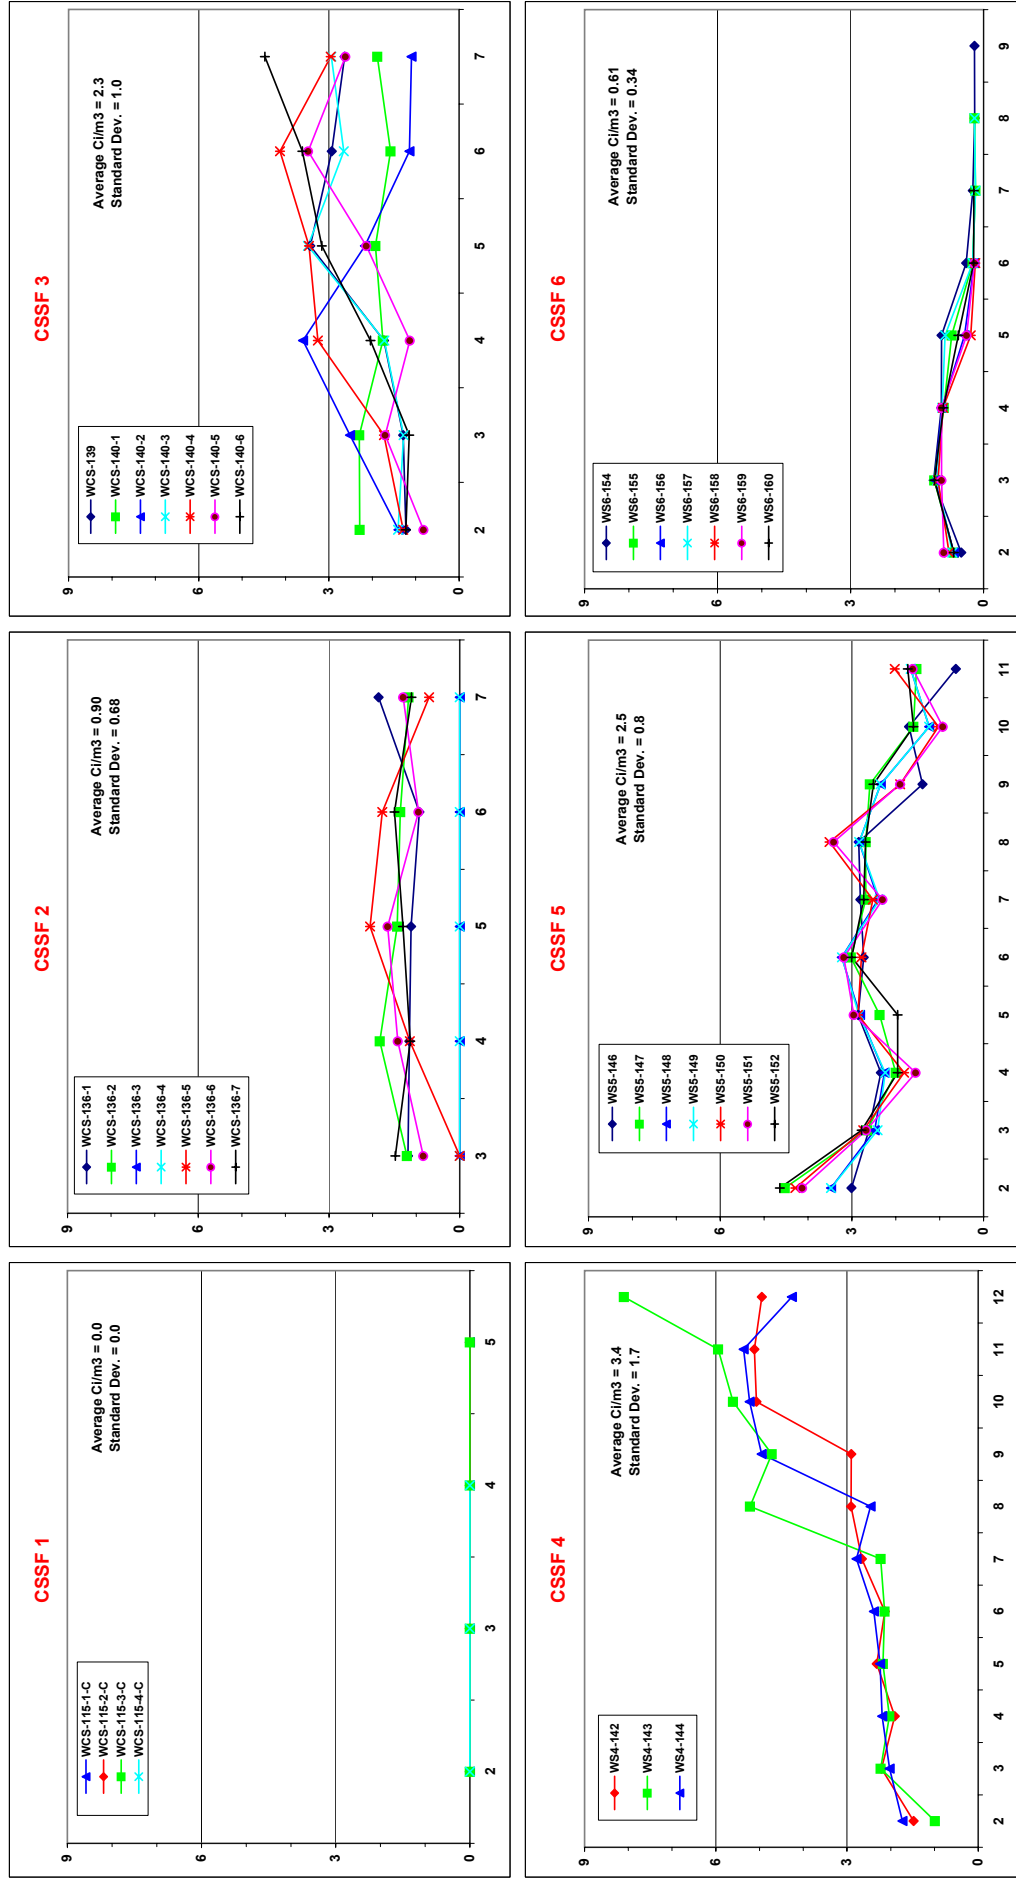 CSSF 1
Average Ci/m3 = 0.0
Standard Dev. = 0.0
WCS-115-1-C
WCS-115-2-C
WCS-115-3-C
WCS-115-4-C
9
6
3
0
2 3 4 5
CSSF 2
Average Ci/m3 = 0.90
Standard Dev. = 0.68
WCS-136-1
WCS-136-2
WCS-136-3
WCS-136-4
WCS-136-5
WCS-136-6
WCS-136-7
9
6
3
0
3 4 5 6 7
CSSF 3
Average Ci/m3 = 2.3
Standard Dev. = 1.0
WCS-139
WCS-140-1
WCS-140-2
WCS-140-3
WCS-140-4
WCS-140-5
WCS-140-6
9
6
3
0
2 3 4 5 6 7
CSSF 4
Average Ci/m3 = 3.4
Standard Dev. = 1.7
WS4-142
WS4-143
WS4-144
9
6
3
0
2 3 4 5 6 7 8 9 10 11 12
CSSF 5
Average Ci/m3 = 2.5
Standard Dev. = 0.8
WS5-146
WS5-147
WS5-148
WS5-149
WS5-150
WS5-151
WS5-152
9
6
3
0
2 3 4 5 6 7 8 9 10 11
CSSF 6
Average Ci/m3 = 0.61
Standard Dev. = 0.34
WS6-154
WS6-155
WS6-156
WS6-157
WS6-158
WS6-159
WS6-160
9
6
3
0
2 3 4 5 6 7 8 9